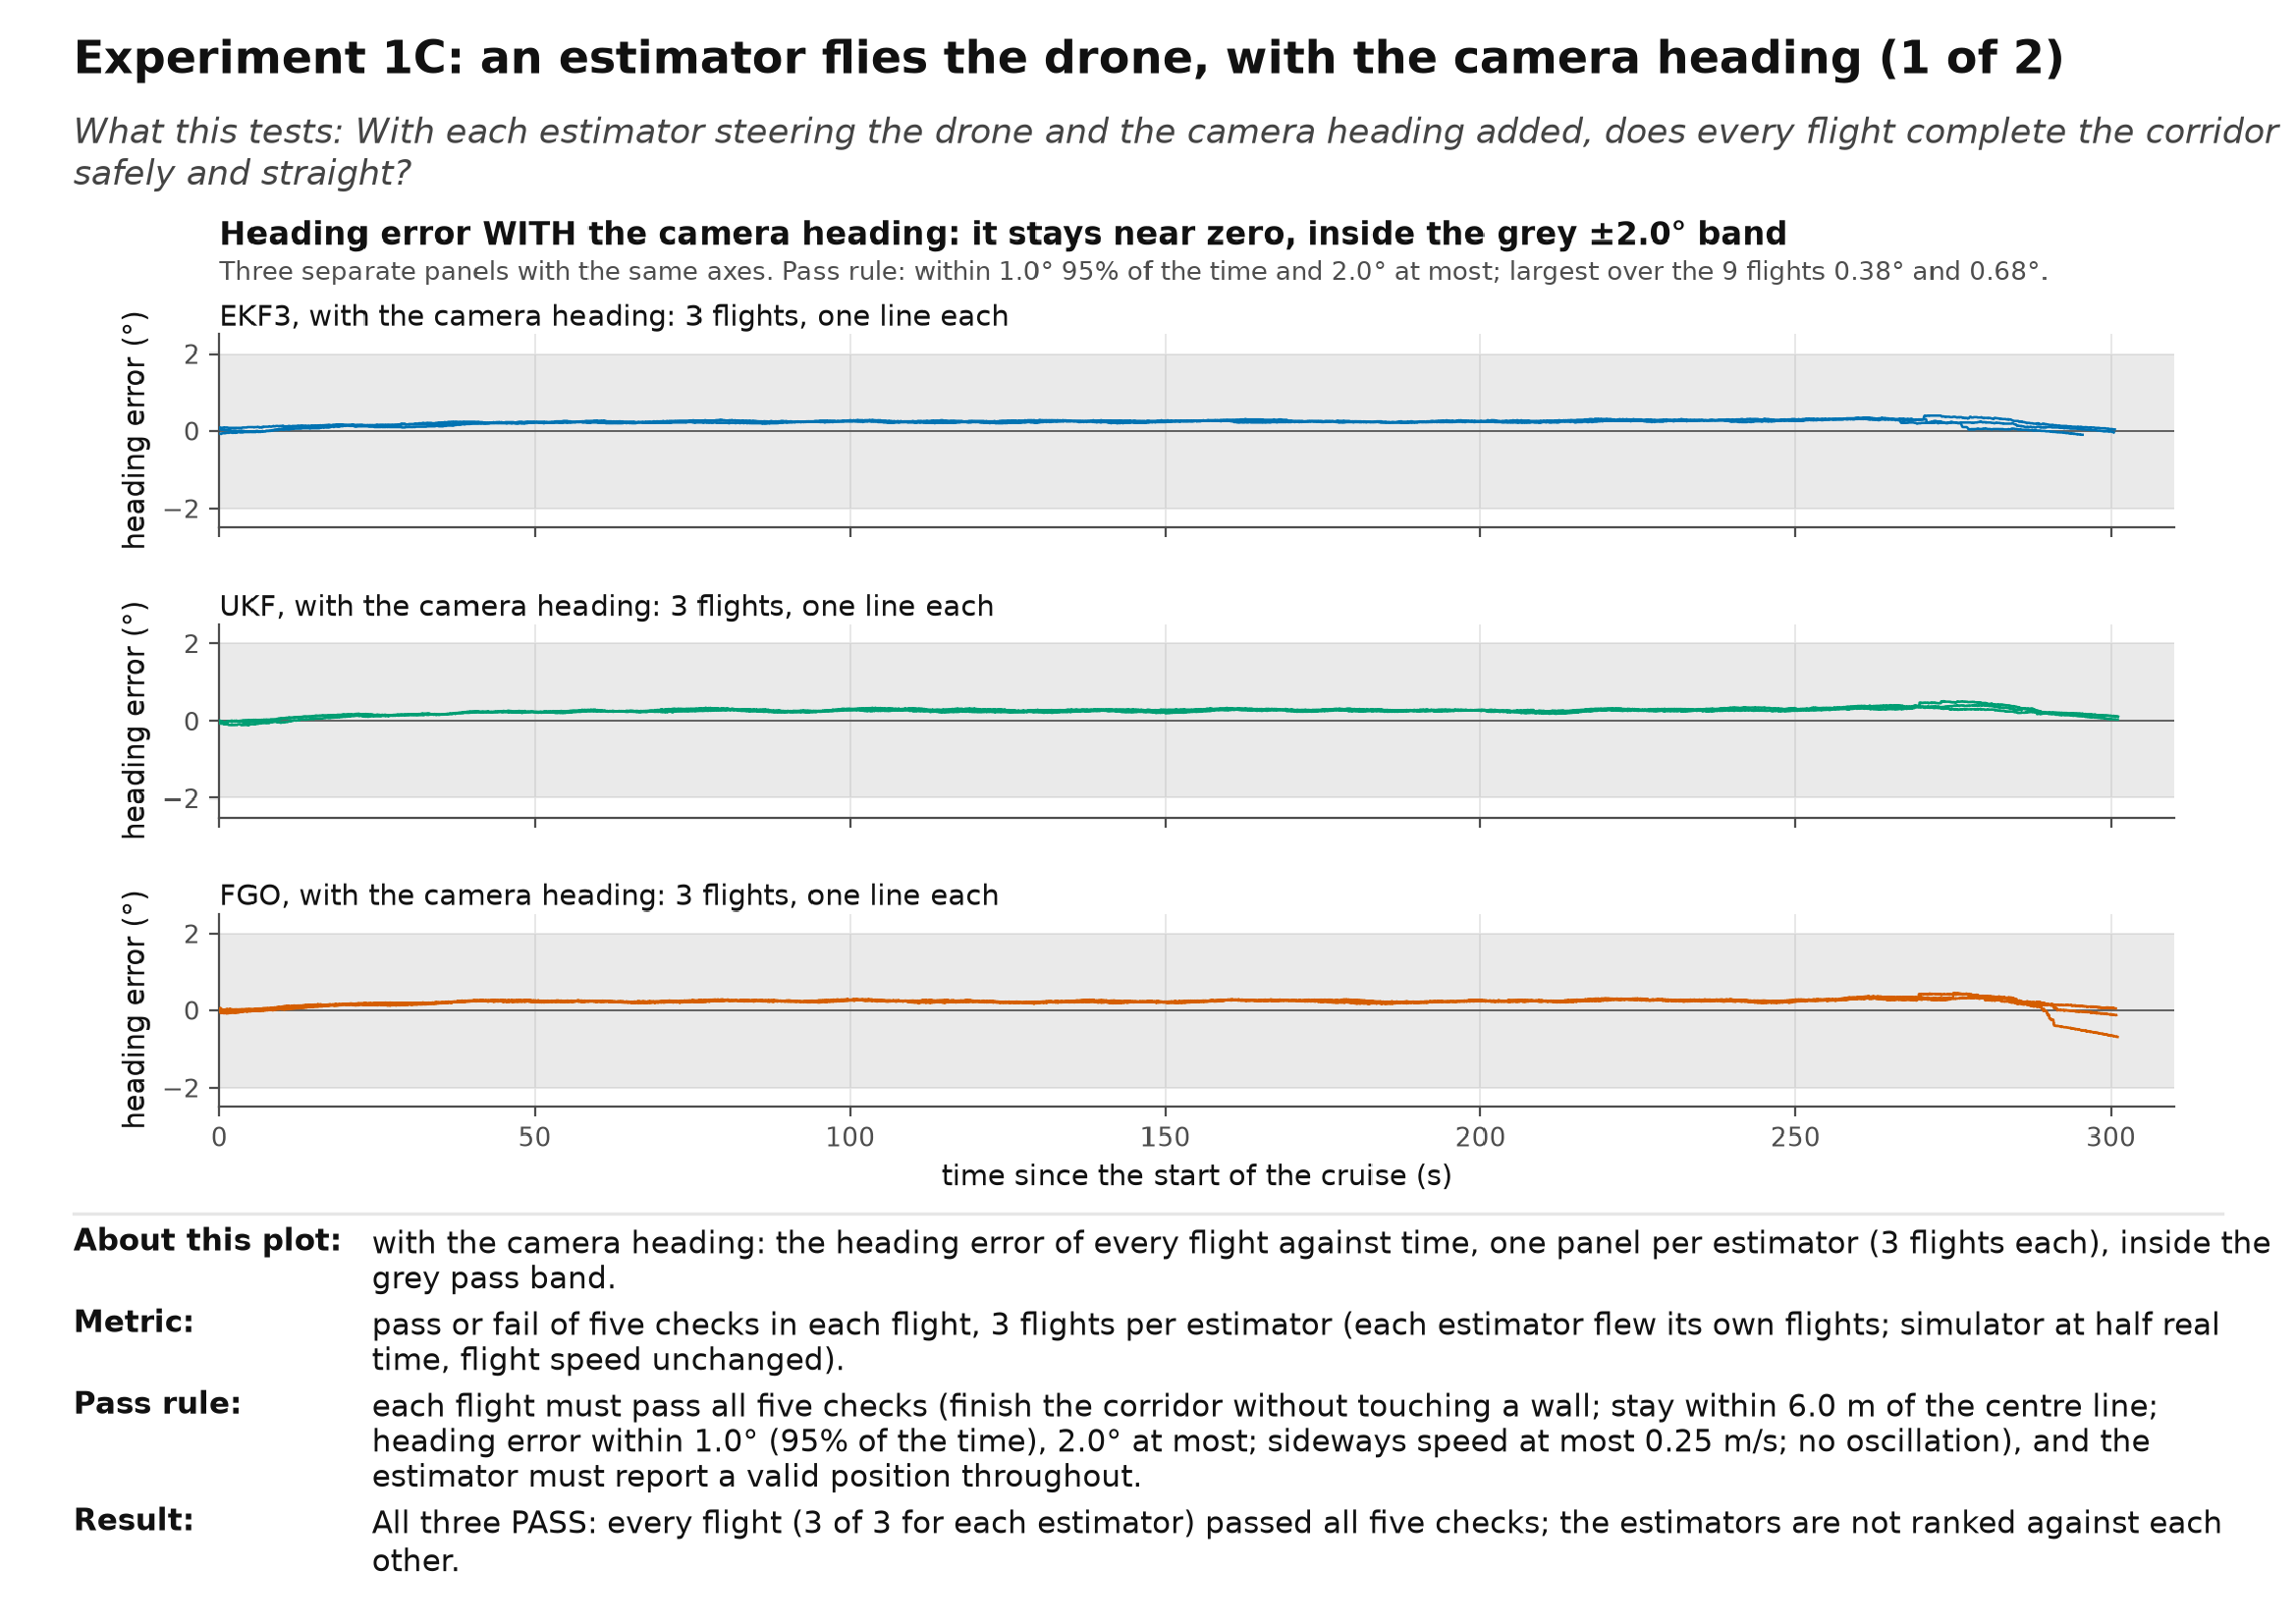 Experiment 1C: an estimator flies the drone, with the camera heading (1 of 2)
What this tests: With each estimator steering the drone and the camera heading added, does every flight complete the corridor
safely and straight?
Heading error WITH the camera heading: it stays near zero, inside the grey ±2.0° band
Three separate panels with the same axes. Pass rule: within 1.0° 95% of the time and 2.0° at most; largest over the 9 flights 0.38° and 0.68°.
EKF3, with the camera heading: 3 flights, one line each
heading error (°)
2
0
−2
UKF, with the camera heading: 3 flights, one line each
heading error (°)
2
0
−2
FGO, with the camera heading: 3 flights, one line each
heading error (°)
2
0
−2
0 50 100 150 200 250 300
time since the start of the cruise (s)
About this plot: with the camera heading: the heading error of every flight against time, one panel per estimator (3 flights each), inside the
grey pass band.
Metric: pass or fail of five checks in each flight, 3 flights per estimator (each estimator flew its own flights; simulator at half real
time, flight speed unchanged).
Pass rule: each flight must pass all five checks (finish the corridor without touching a wall; stay within 6.0 m of the centre line;
heading error within 1.0° (95% of the time), 2.0° at most; sideways speed at most 0.25 m/s; no oscillation), and the
estimator must report a valid position throughout.
Result: All three PASS: every flight (3 of 3 for each estimator) passed all five checks; the estimators are not ranked against each
other.